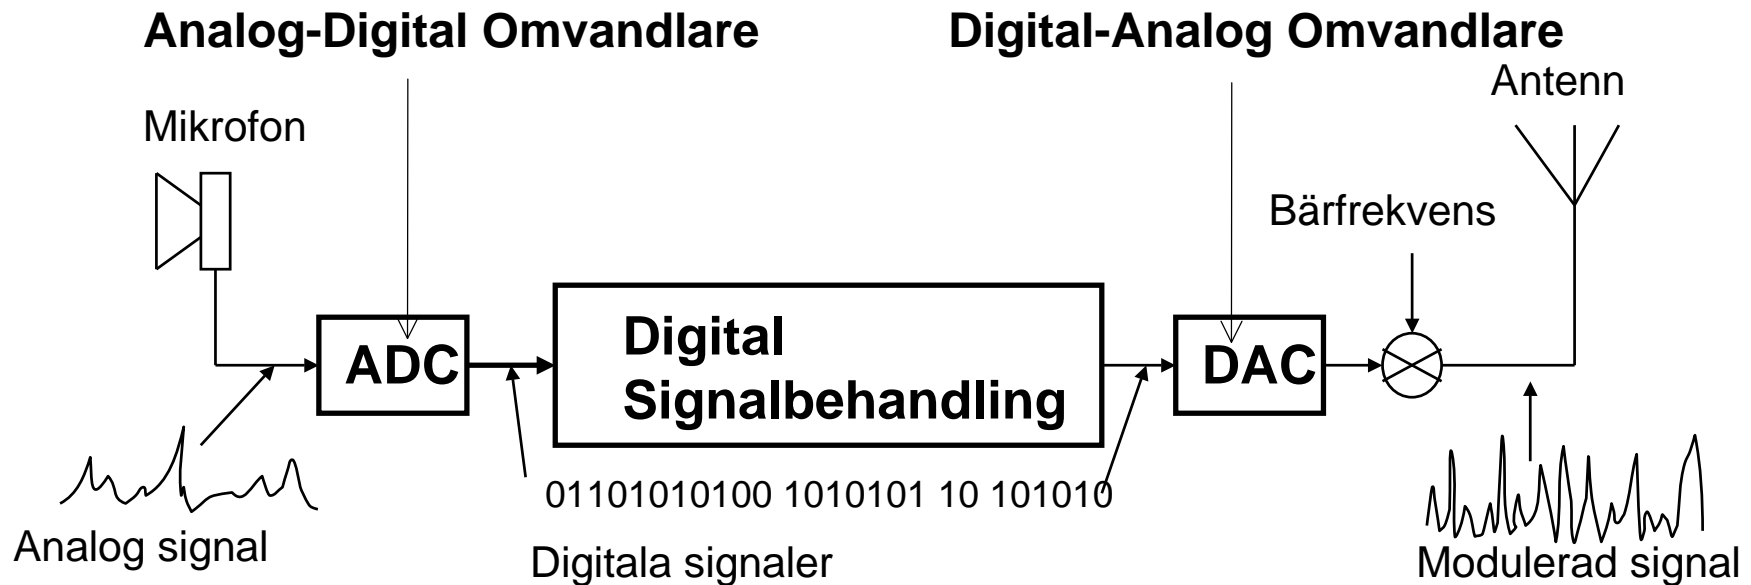 Analog-Digital Omvandlare
Digital-Analog Omvandlare
Antenn
Mikrofon
Bärfrekvens
ADC
Digital
Signalbehandling
DAC
01101010100 1010101 10 101010
Analog signal
Digitala signaler
Modulerad signal